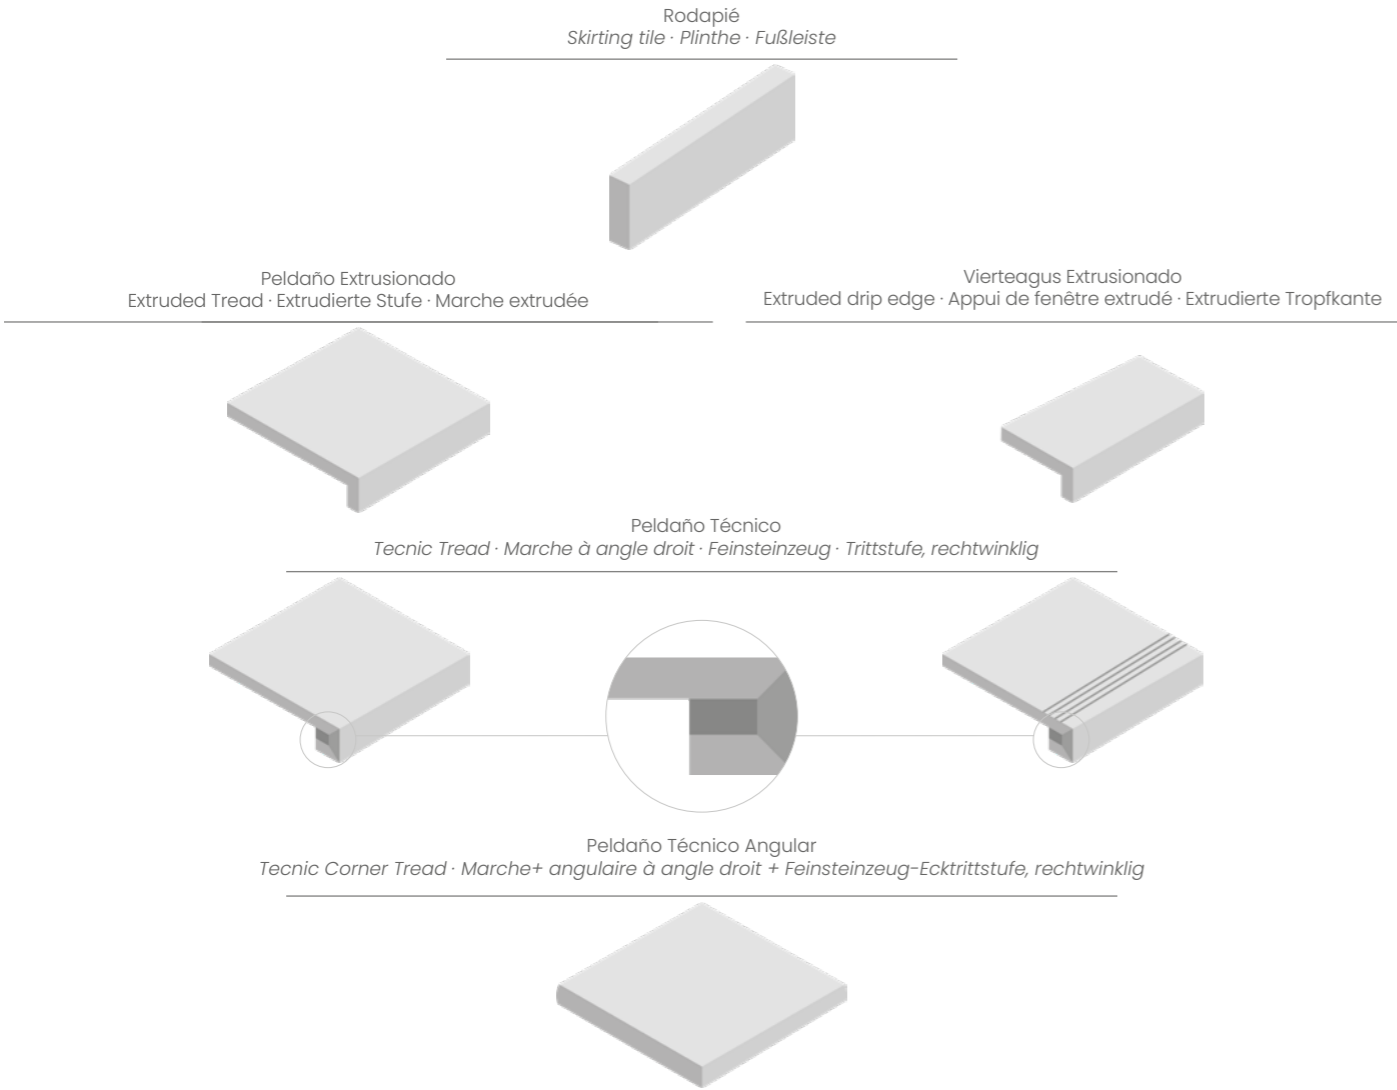 Rodapié
Skirting tile · Plinthe · Fußleiste
Peldaño Extrusionado
Extruded Tread · Extrudierte Stufe · Marche extrudée
Vierteagus Extrusionado
Extruded drip edge · Appui de fenêtre extrudé · Extrudierte Tropfkante
Peldaño Técnico
Tecnic Tread · Marche à angle droit · Feinsteinzeug · Trittstufe, rechtwinklig
Peldaño Técnico Angular
Tecnic Corner Tread · Marche+ angulaire à angle droit + Feinsteinzeug-Ecktrittstufe, rechtwinklig